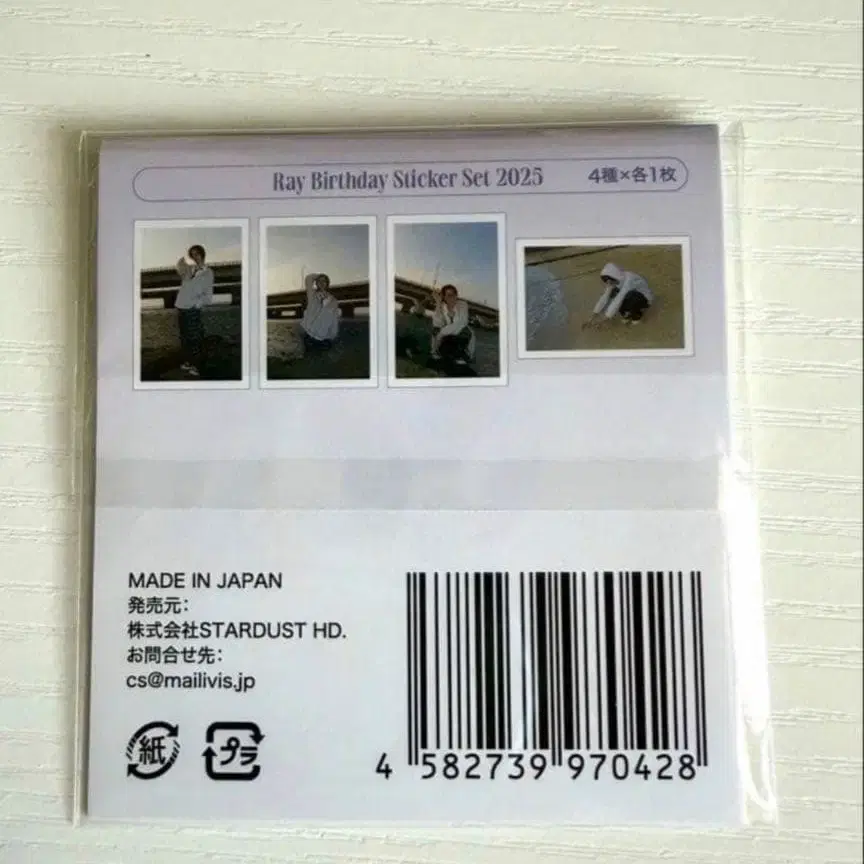 Ray Birthday Sticker Set 2025 4種×各1枚
MADE IN JAPAN
発売元:
株式会社STARDUST HD.
お問合せ先:
cs@mailivis.jp
紙 プラ
4 582739 970428